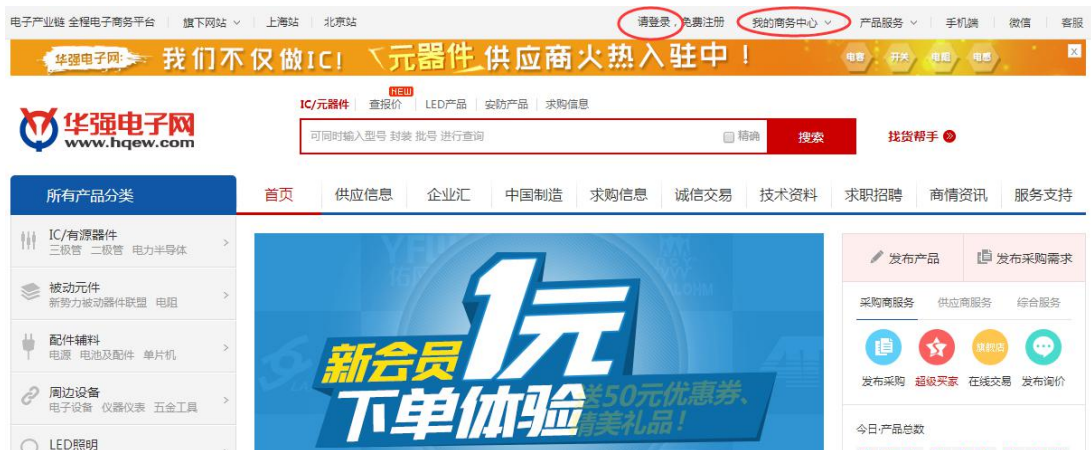 电子产业链 全程电子商务平台 旗下网站 上海站 北京站 请登录，免费注册 我的商务中心 产品服务 手机端 微信 客服
华强电子网 我们不仅做IC! 元器件供应商火热入驻中！ 电容 开关 电阻 电感
NEW
IC/元器件 查报价 LED产品 安防产品 求购信息
华强电子网
www.hqew.com
可同时输入型号 封装 批号 进行查询 精确 搜索 找货帮手
所有产品分类 首页 供应信息 企业汇 中国制造 求购信息 诚信交易 技术资料 求职招聘 商情资讯 服务支持
IC/有源器件
三极管 二极管 电力半导体
被动元件
新势力被动器件联盟 电阻
配件辅料
电源 电池及配件 单片机
周边设备
电子设备 仪器仪表 五金工具
LED照明
1元
新会员
下单体验
送50元优惠券、
精美礼品！
发布产品 发布采购需求
采购商服务 供应商服务 综合服务
旗舰店
发布采购 超级买家 在线交易 发布询价
今日·产品总数